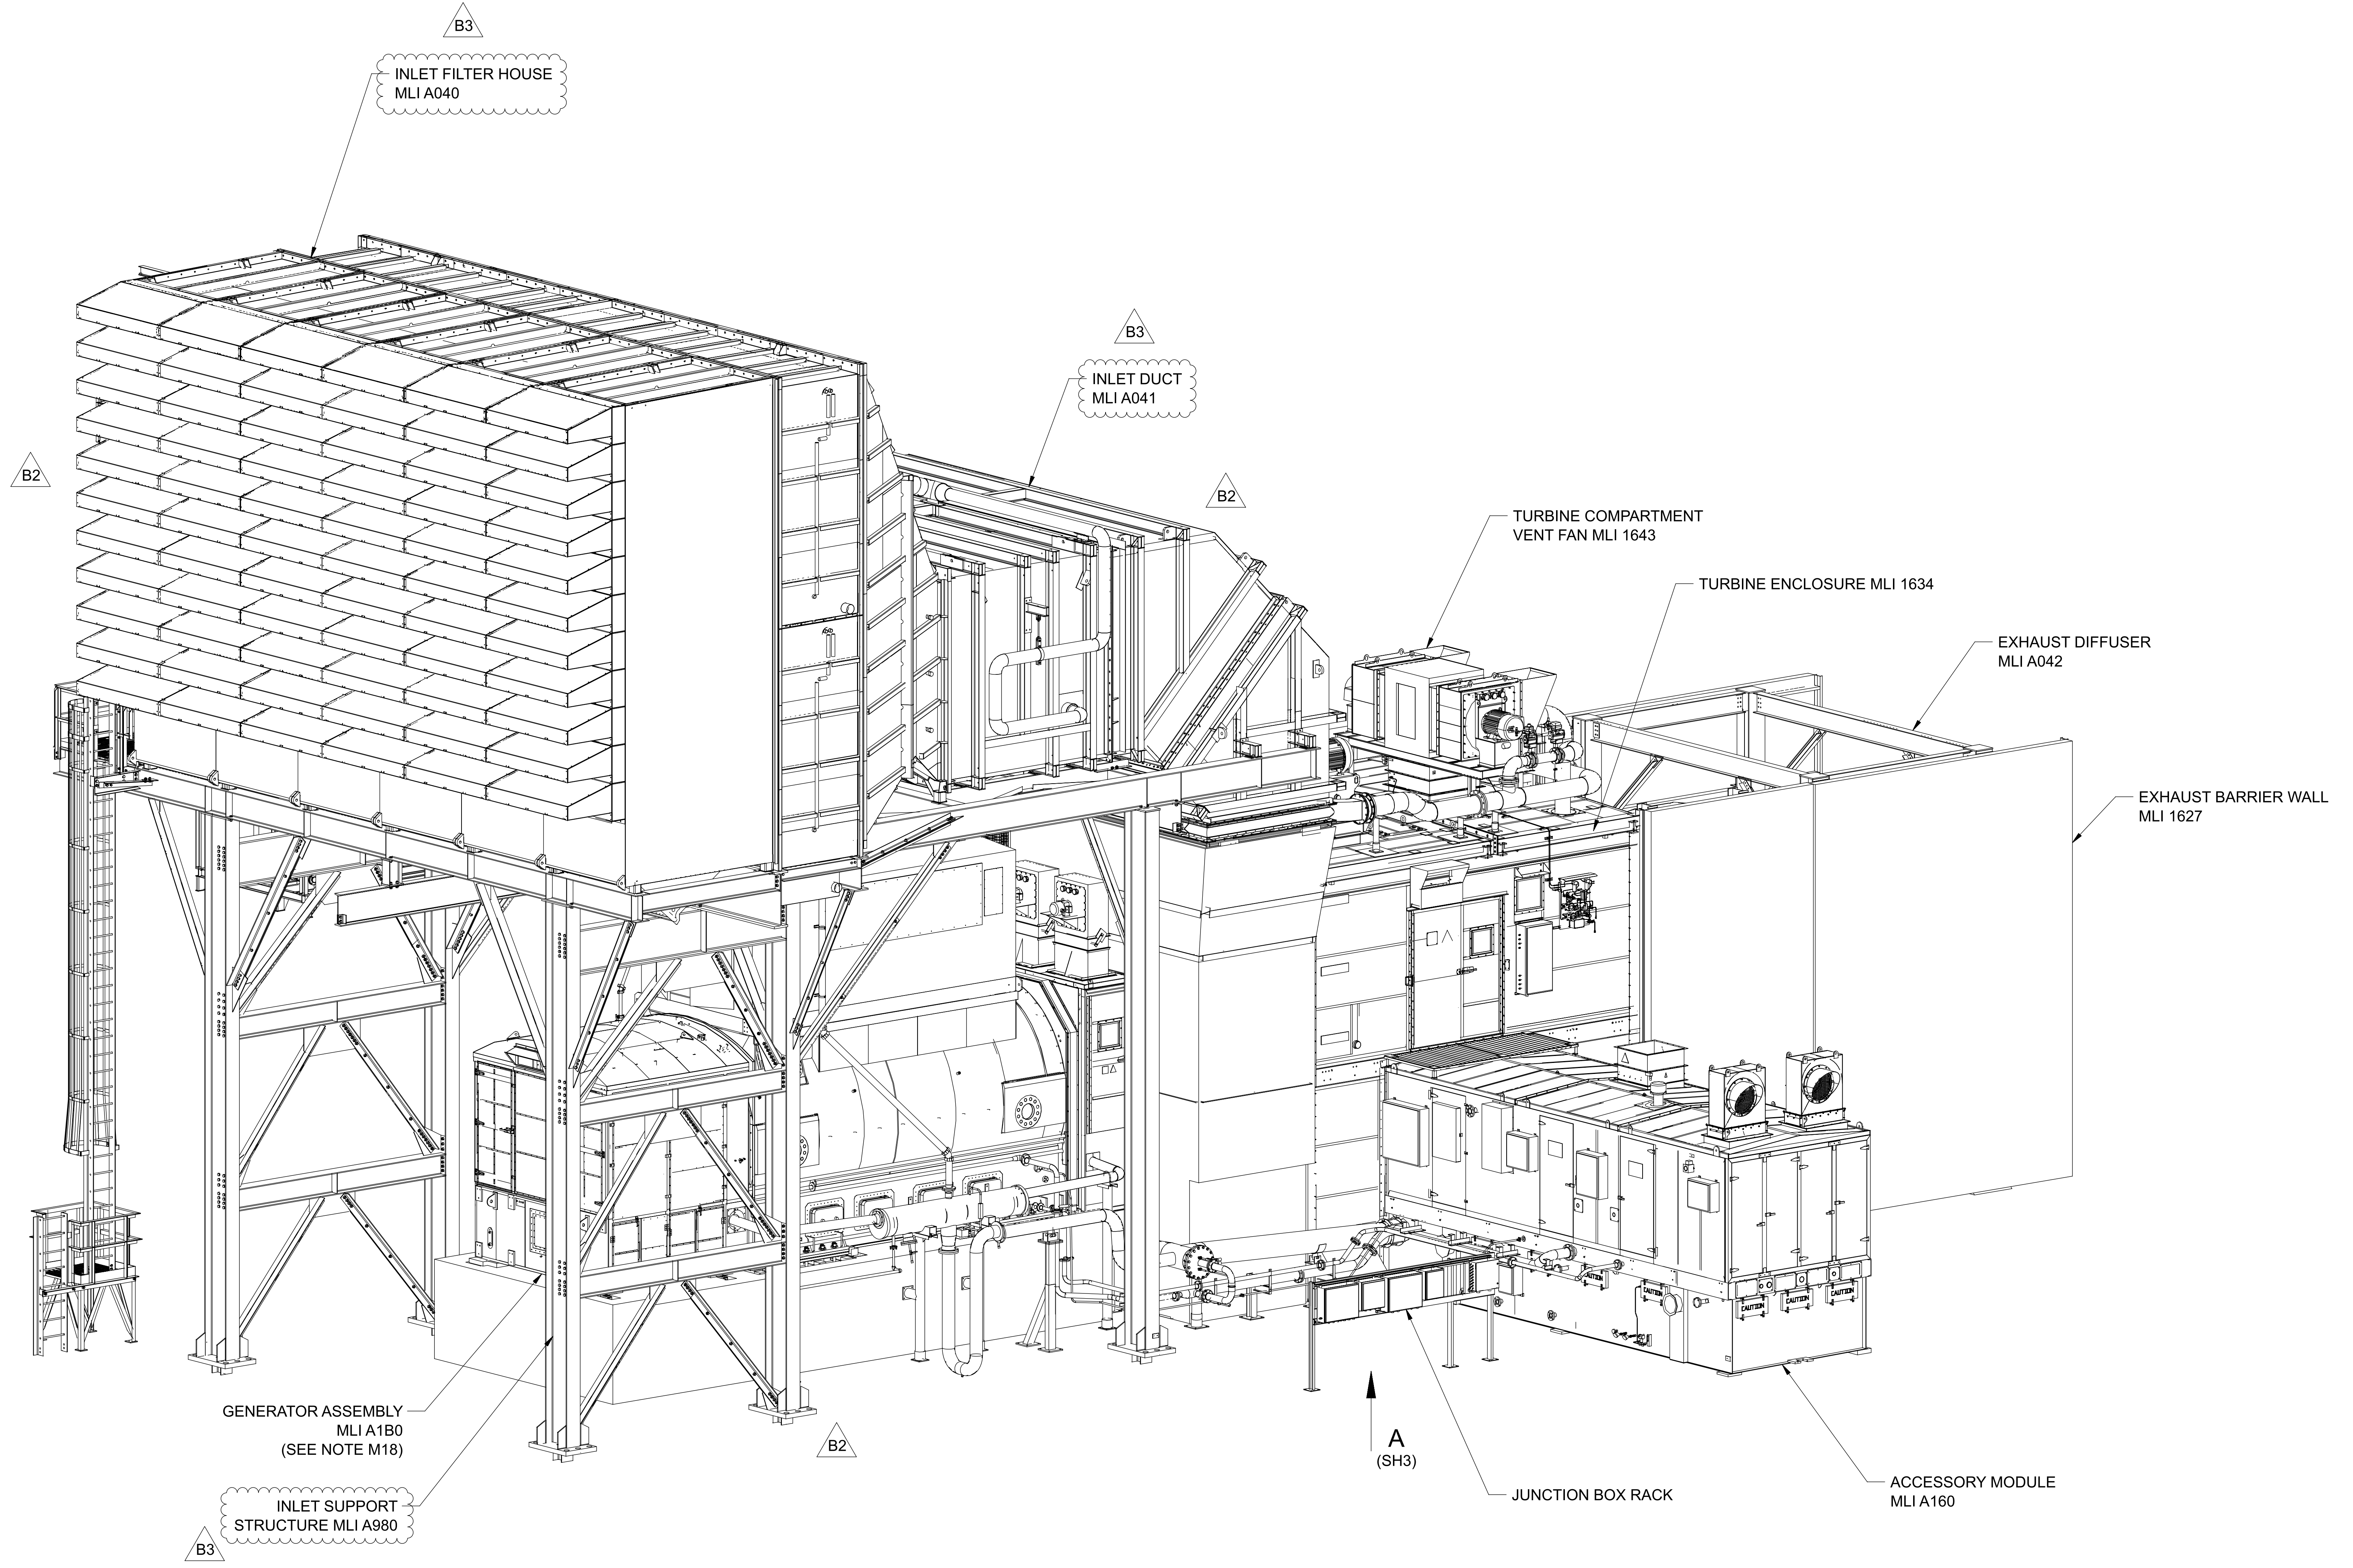 B3
INLET FILTER HOUSE
MLI A040
B3
INLET DUCT
MLI A041
B2
B2
TURBINE COMPARTMENT
VENT FAN MLI 1643
TURBINE ENCLOSURE MLI 1634
EXHAUST DIFFUSER
MLI A042
EXHAUST BARRIER WALL
MLI 1627
CAUTION
CAUTION
CAUTION
CAUTION
CAUTION
GENERATOR ASSEMBLY
MLI A1B0
(SEE NOTE M18)
B2
A
(SH3)
INLET SUPPORT
STRUCTURE MLI A980
B3
JUNCTION BOX RACK
ACCESSORY MODULE
MLI A160